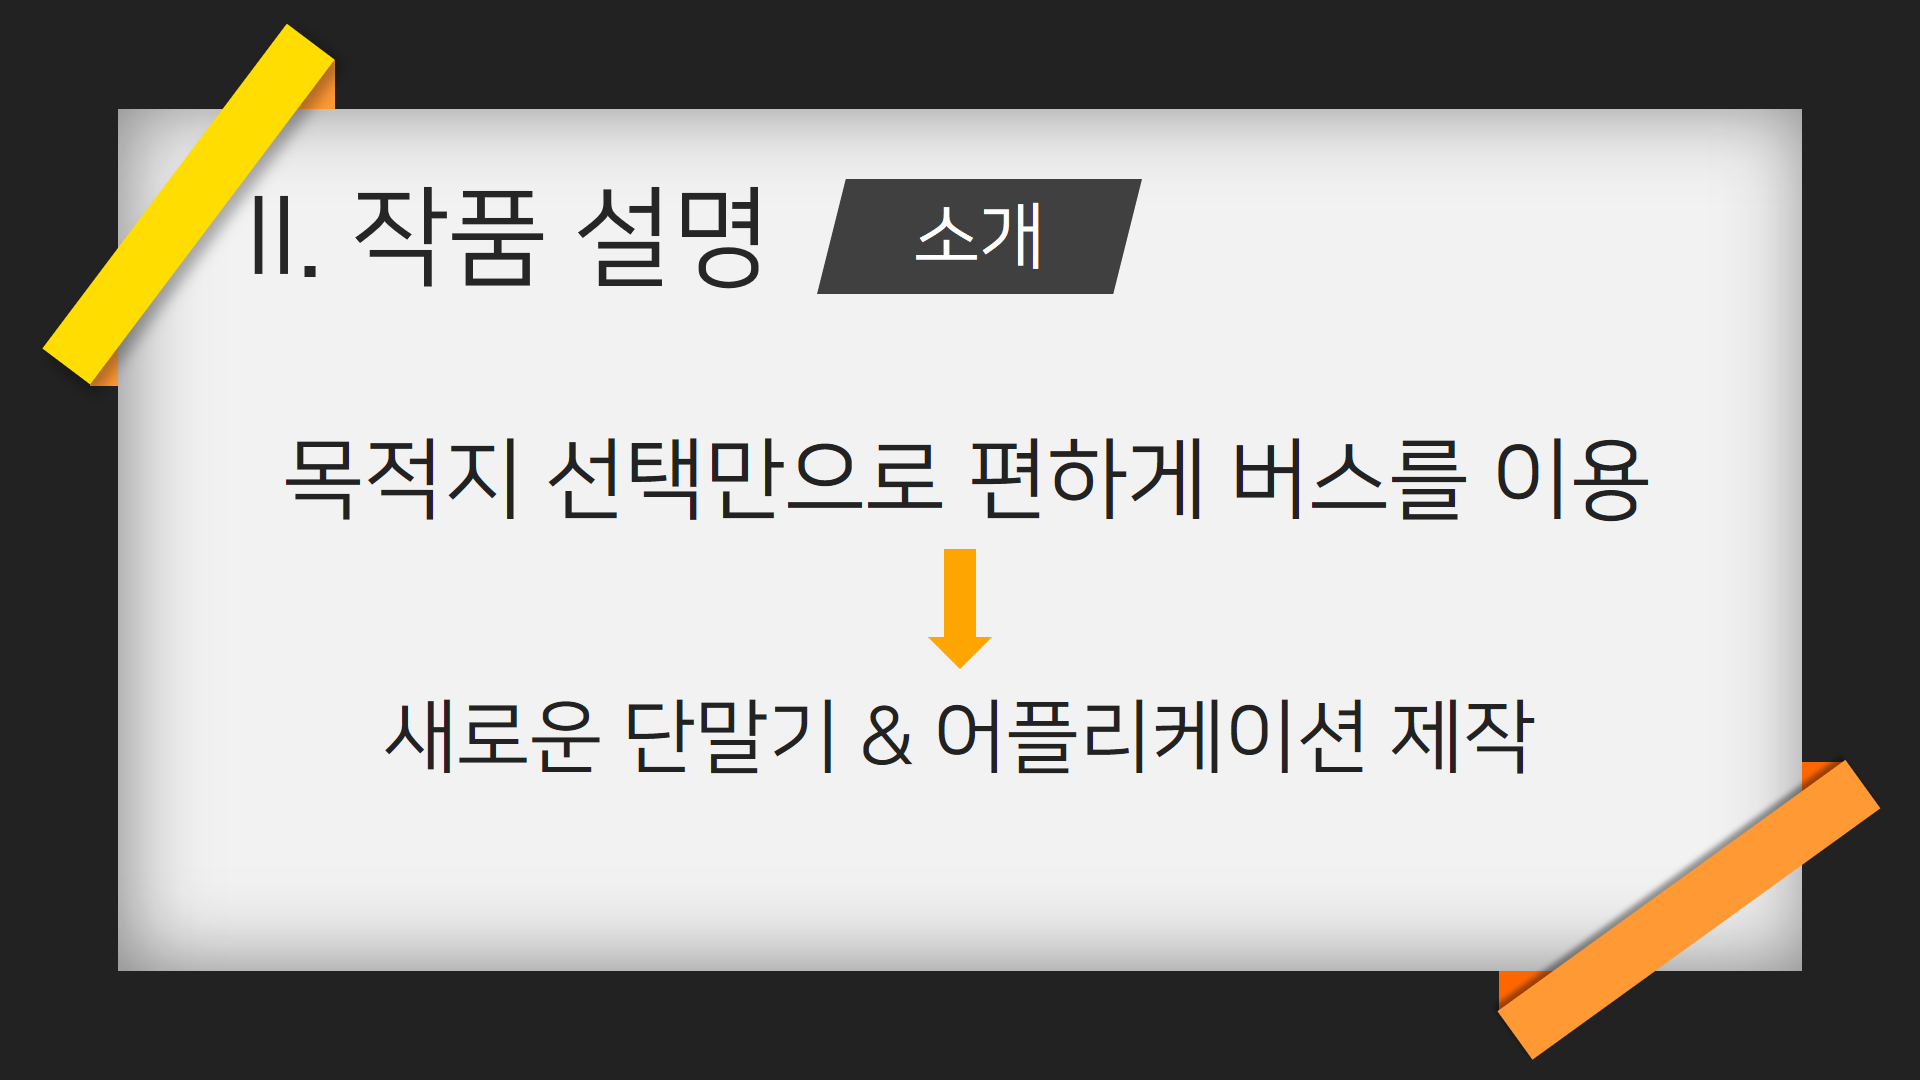 II. 작품 설명 소개
목적지 선택만으로 편하게 버스를 이용
새로운 단말기 & 어플리케이션 제작